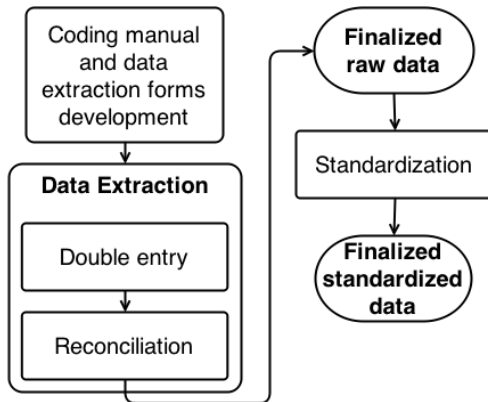 Coding manual
and data
extraction forms
development
Data Extraction
Double entry
Reconciliation
Finalized
raw data
Standardization
Finalized
standardized
data